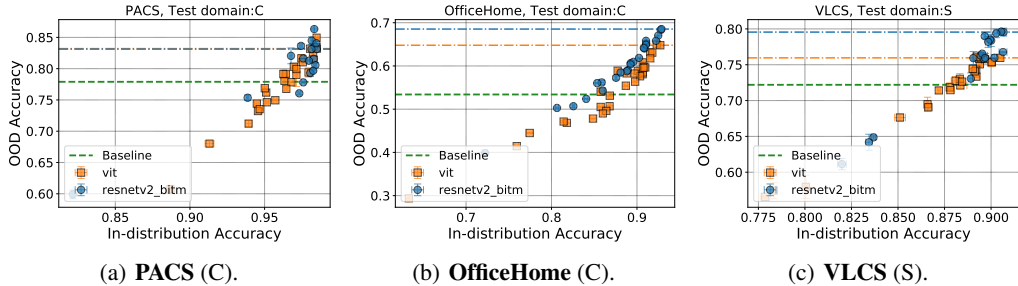 PACS, Test domain:C
OOD Accuracy
0.85
0.80
0.75
0.70
0.65
0.60
Baseline
vit
resnetv2_bitm
0.85
0.90
0.95
In-distribution Accuracy
(a) PACS (C).
OfficeHome, Test domain:C
OOD Accuracy
0.7
0.6
0.5
0.4
0.3
Baseline
vit
resnetv2_bitm
0.7
0.8
0.9
In-distribution Accuracy
(b) OfficeHome (C).
VLCS, Test domain:S
OOD Accuracy
0.80
0.75
0.70
0.65
0.60
Baseline
vit
resnetv2_bitm
0.775
0.800
0.825
0.850
0.875
0.900
In-distribution Accuracy
(c) VLCS (S).